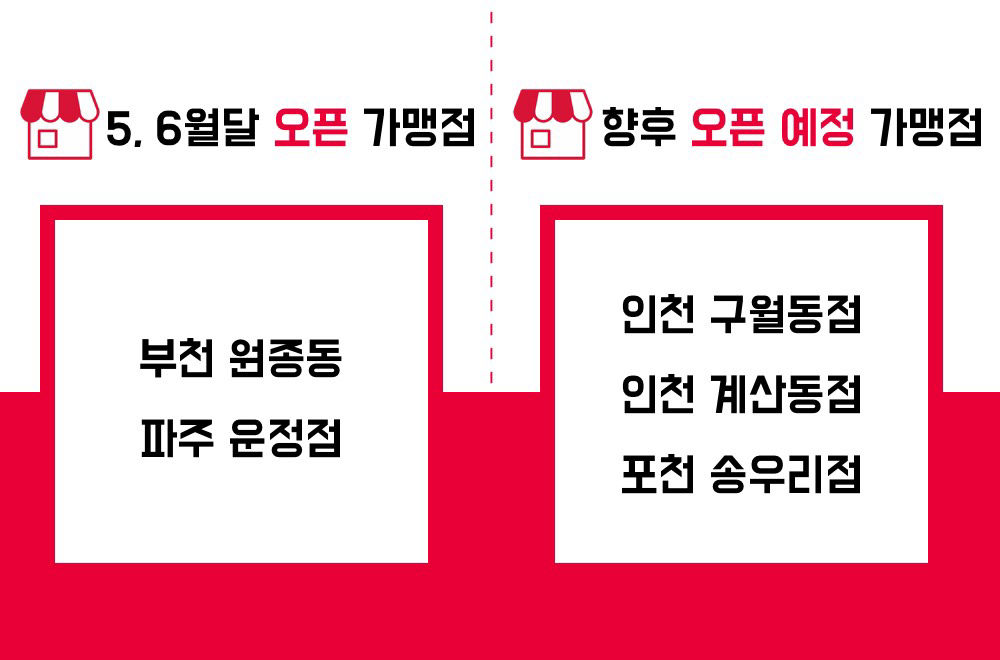 5, 6월달 오픈 가맹점
부천 원종동
파주 운정점
향후 오픈 예정 가맹점
인천 구월동점
인천 계산동점
포천 송우리점